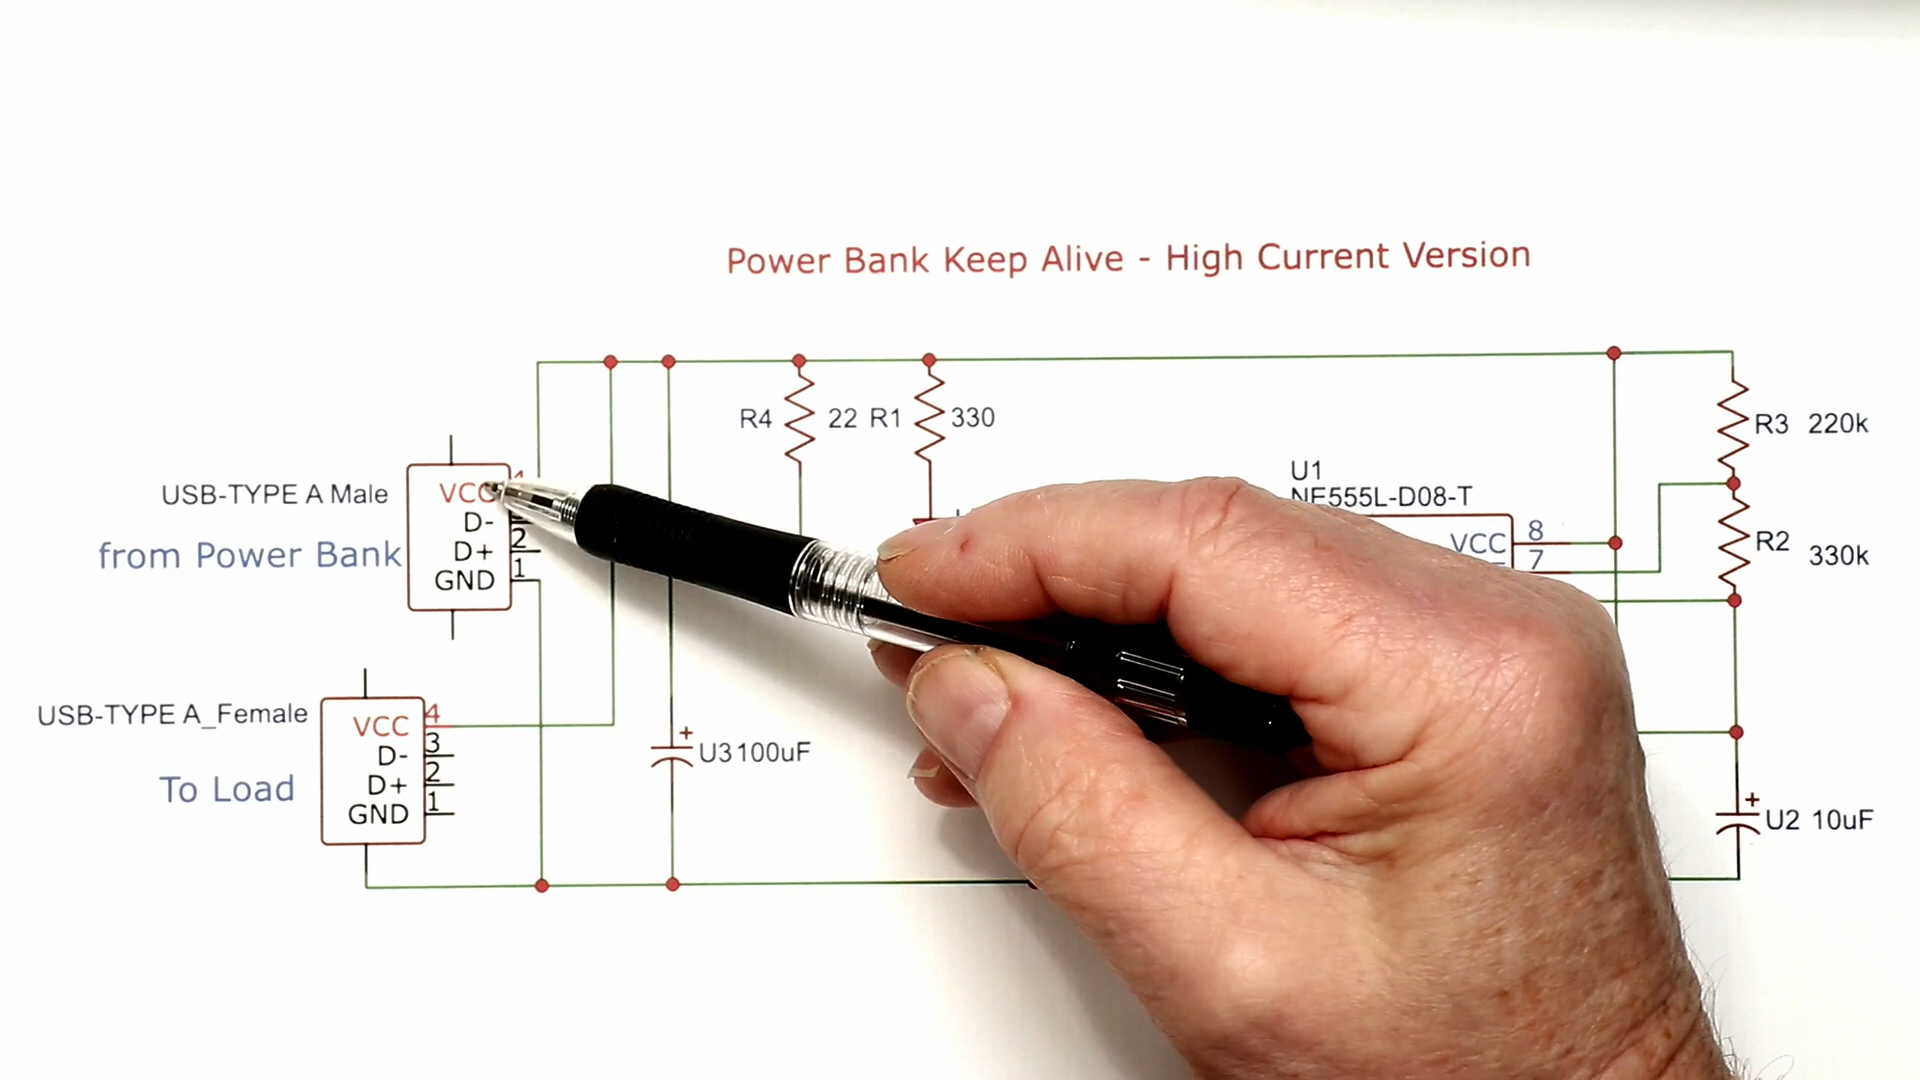 Power Bank Keep Alive - High Current Version
R4 22 R1 330
R3 220k
U1
NE555L-D08-T
USB-TYPE A Male
VCC
D-
D+ 2
GND 1
from Power Bank
VCC 8
7
R2 330k
USB-TYPE A_Female
VCC 4
D- 3
D+ 2
GND 1
To Load
+
U3 100uF
+
U2 10uF